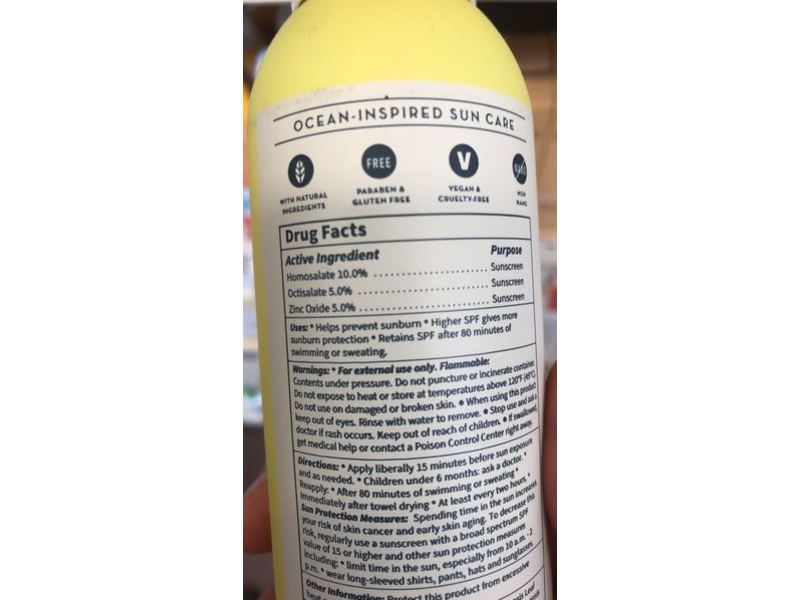 OCEAN-INSPIRED SUN CARE
WITH NATURAL INGREDIENTS
FREE
PARABEN & GLUTEN FREE
V
VEGAN & CRUELTY-FREE
NANO
NON NANO
Drug Facts
Active Ingredient Purpose
Homosalate 10.0% ........................ Sunscreen
Octisalate 5.0% ........................... Sunscreen
Zinc Oxide 5.0% ........................... Sunscreen
Uses: * Helps prevent sunburn * Higher SPF gives more
sunburn protection * Retains SPF after 80 minutes of
swimming or sweating.
Warnings: * For external use only. Flammable:
Contents under pressure. Do not puncture or incinerate container.
Do not expose to heat or store at temperatures above 120°F (49°C).
Do not use on damaged or broken skin. • When using this product
keep out of eyes. Rinse with water to remove. • Stop use and ask a
doctor if rash occurs. Keep out of reach of children. • If swallowed,
get medical help or contact a Poison Control Center right away.
Directions: * Apply liberally 15 minutes before sun exposure
and as needed. * Children under 6 months: ask a doctor. *
Reapply: * After 80 minutes of swimming or sweating *
Immediately after towel drying * At least every two hours. *
Sun Protection Measures: Spending time in the sun increases
your risk of skin cancer and early skin aging. To decrease this
risk, regularly use a sunscreen with a broad spectrum SPF
value of 15 or higher and other sun protection measures
including: * limit time in the sun, especially from 10 a.m. - 2
p.m. * wear long-sleeved shirts, pants, hats and sunglasses
Other Information: Protect this product from excessive
Leaf